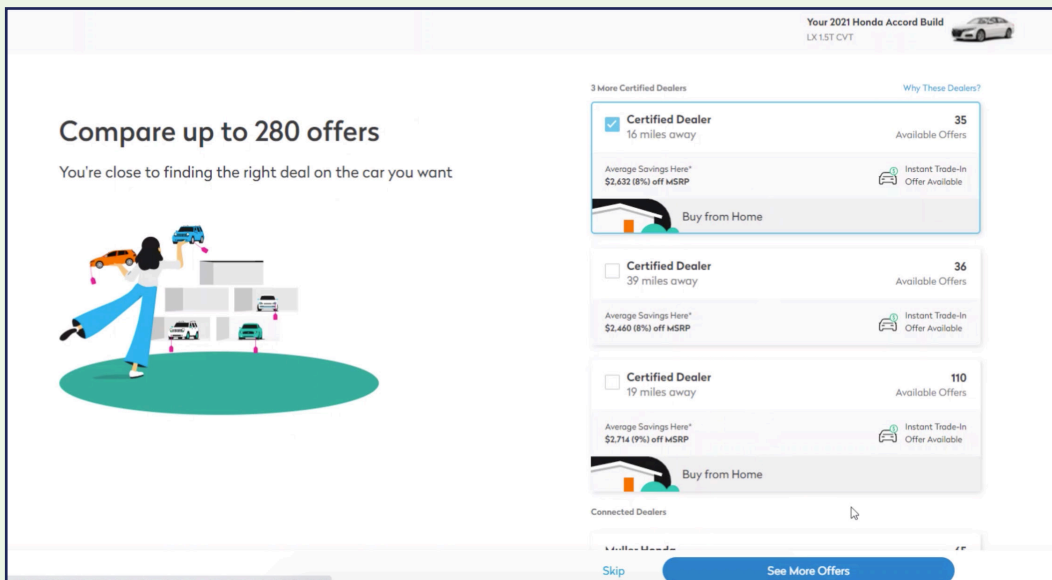 Your 2021 Honda Accord Build
LX 1.5T CVT
Compare up to 280 offers
You're close to finding the right deal on the car you want
3 More Certified Dealers
Why These Dealers?
Certified Dealer
35
16 miles away
Available Offers
Average Savings Here*
$2,632 (8%) off MSRP
Instant Trade-In
Offer Available
Buy from Home
Certified Dealer
36
39 miles away
Available Offers
Average Savings Here*
$2,460 (8%) off MSRP
Instant Trade-In
Offer Available
Certified Dealer
110
19 miles away
Available Offers
Average Savings Here*
$2,714 (9%) off MSRP
Instant Trade-In
Offer Available
Buy from Home
Connected Dealers
Muller Honda
Skip
See More Offers